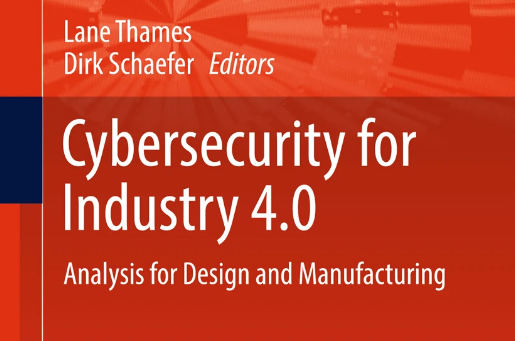 Lane Thames
Dirk Schaefer Editors
Cybersecurity for
Industry 4.0
Analysis for Design and Manufacturing